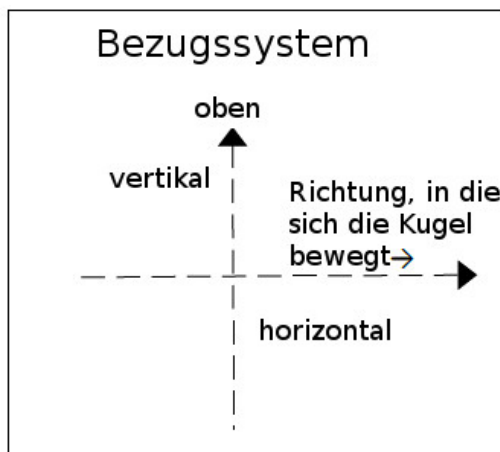 Bezugssystem
oben
vertikal
Richtung, in die
sich die Kugel
bewegt→
horizontal